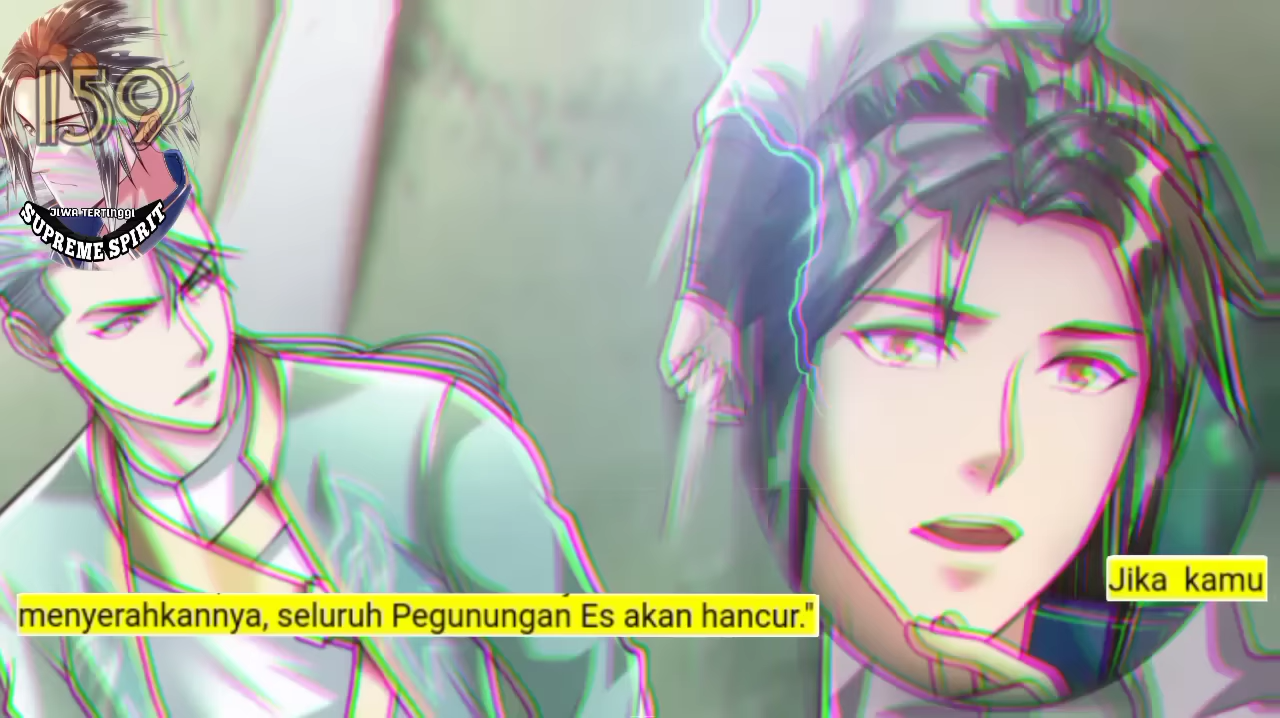 159
JIWA TERTINGGI
SUPREME SPIRIT
Jika kamu
menyerahkannya, seluruh Pegunungan Es akan hancur."